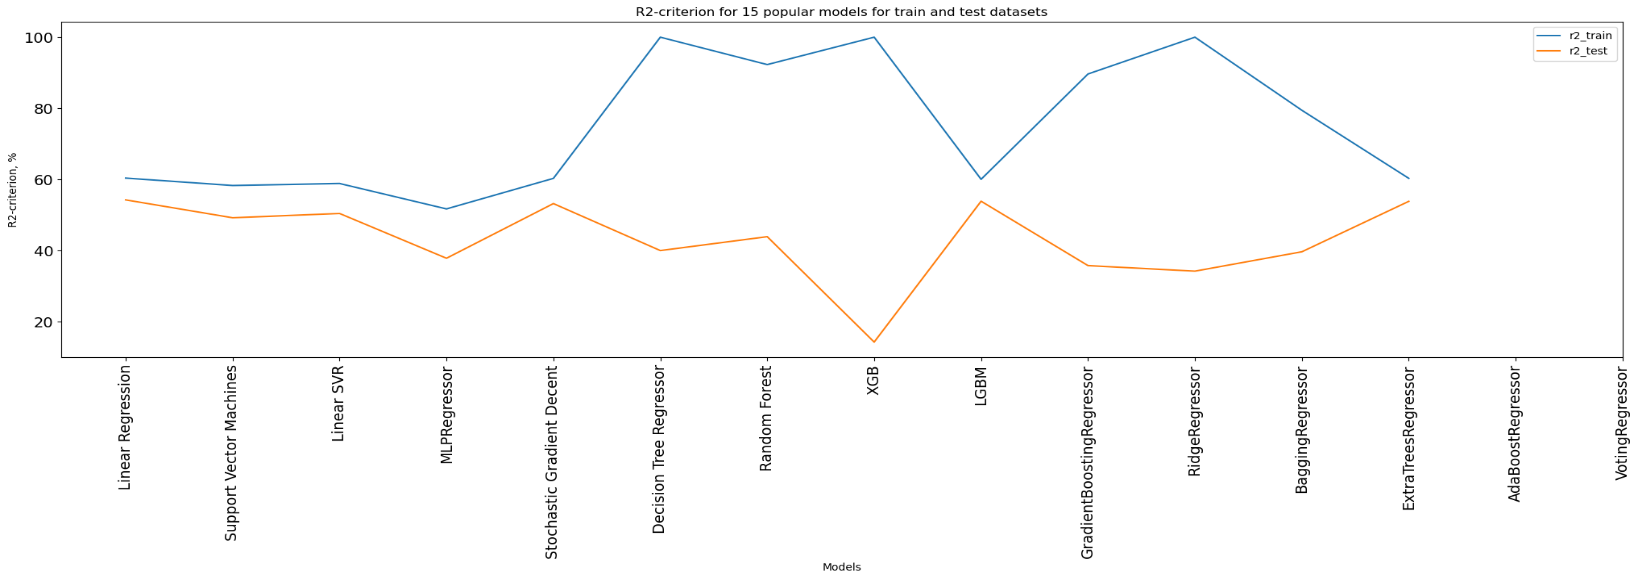 R2-criterion for 15 popular models for train and test datasets
r2_train
r2_test
100
80
60
40
20
R2-criterion, %
Linear Regression
Support Vector Machines
Linear SVR
MLPRegressor
Stochastic Gradient Decent
Decision Tree Regressor
Random Forest
XGB
LGBM
GradientBoostingRegressor
RidgeRegressor
BaggingRegressor
ExtraTreesRegressor
AdaBoostRegressor
VotingRegressor
Models